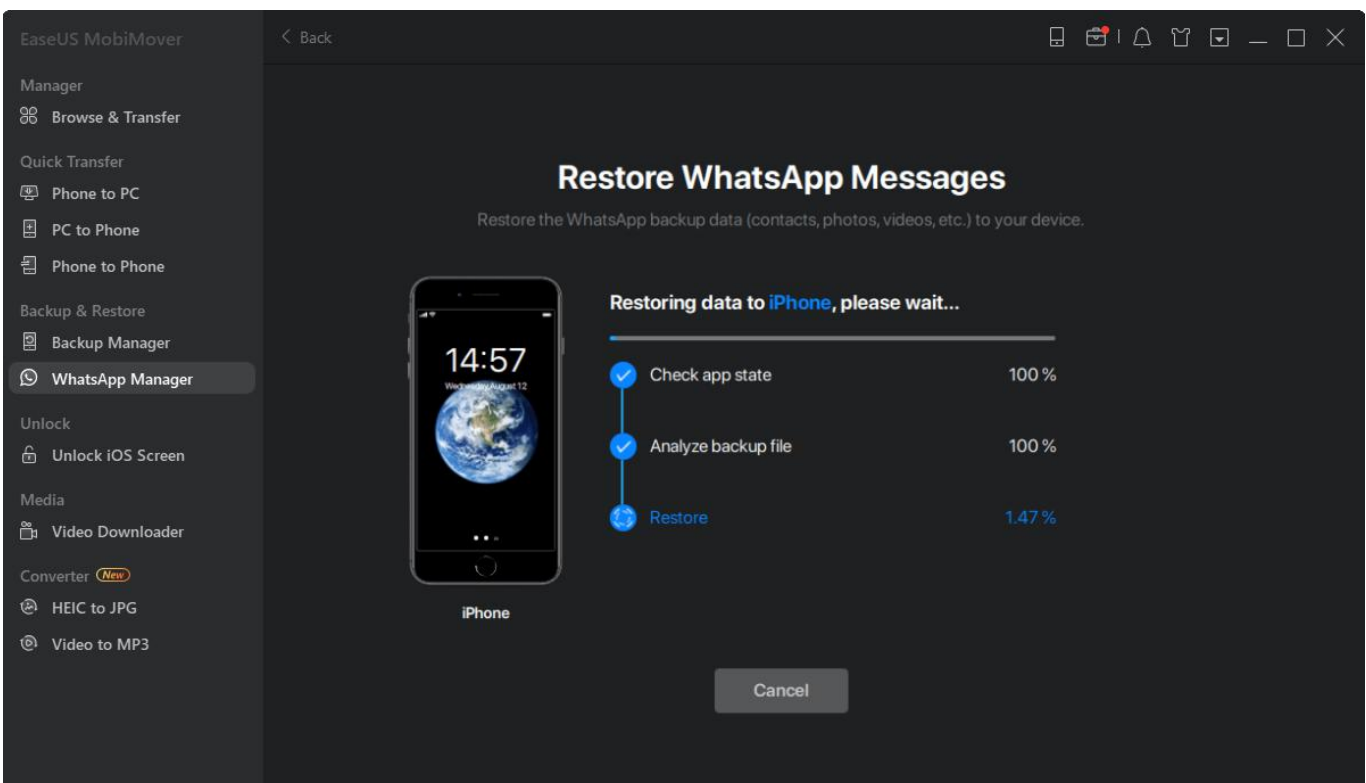 EaseUS MobiMover
Back
Manager
Browse & Transfer
Quick Transfer
Phone to PC
PC to Phone
Phone to Phone
Backup & Restore
Backup Manager
WhatsApp Manager
Unlock
Unlock iOS Screen
Media
Video Downloader
Converter New
HEIC to JPG
Video to MP3
Restore WhatsApp Messages
Restore the WhatsApp backup data (contacts, photos, videos, etc.) to your device.
14:57
Wednesday, August 12
iPhone
Restoring data to iPhone, please wait...
Check app state 100 %
Analyze backup file 100 %
Restore 1.47 %
Cancel